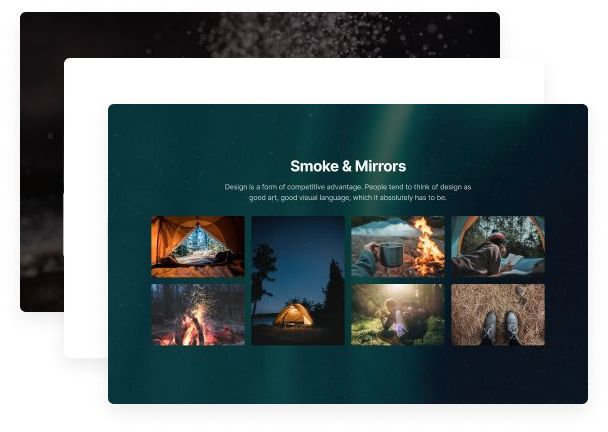 Smoke & Mirrors
Design is a form of competitive advantage. People tend to think of design as
good art, good visual language, which it absolutely has to be.